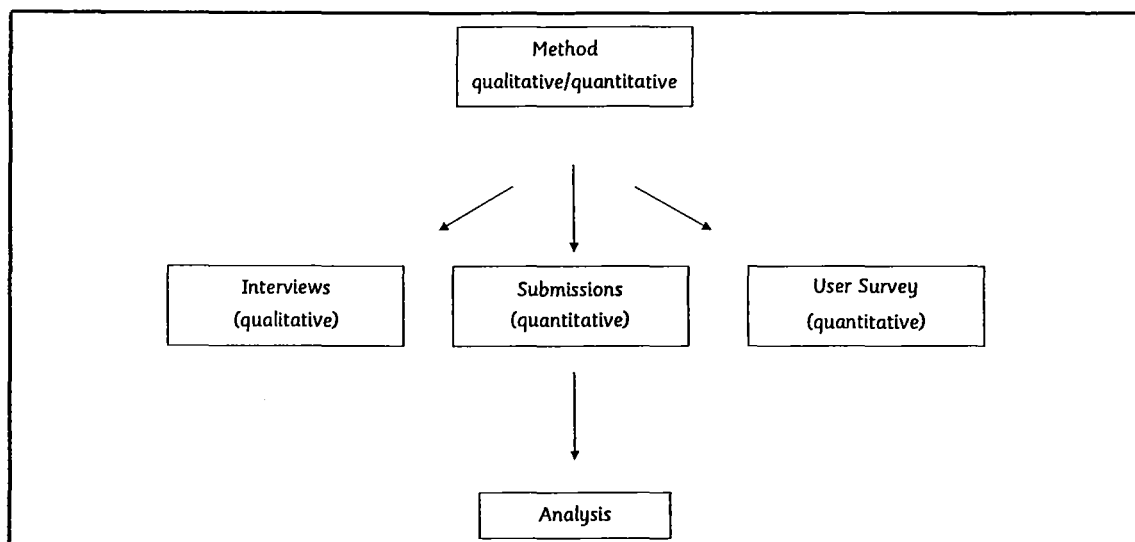 Method
qualitative/quantitative
Interviews
(qualitative)
Submissions
(quantitative)
User Survey
(quantitative)
Analysis